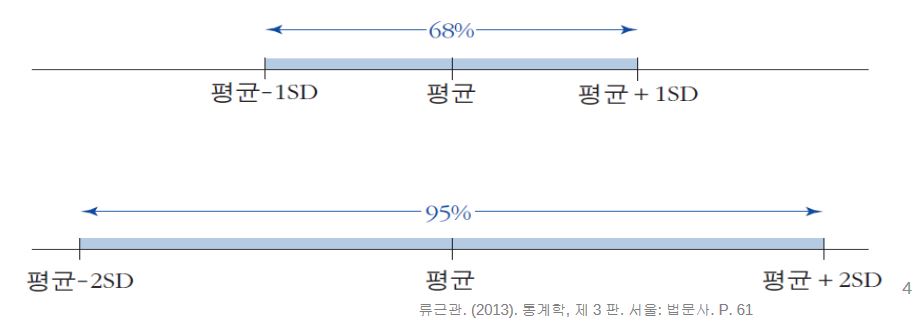 68%
평균-1SD 평균 평균+1SD
95%
평균-2SD 평균 평균+2SD
류근관. (2013). 통계학, 제 3 판. 서울: 법문사. P. 61
4